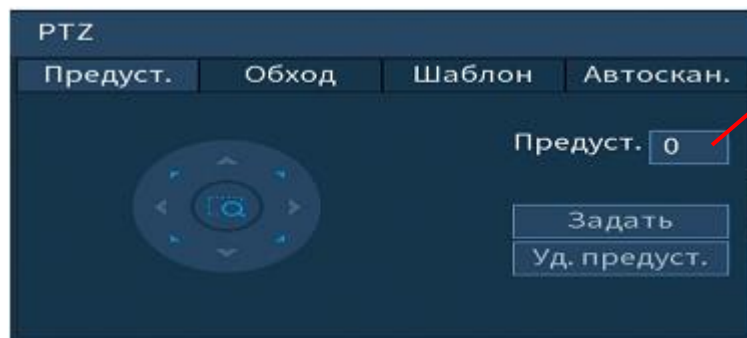 PTZ
Предуст. Обход Шаблон Автоскан.
Предуст. 0
Задать
Уд. предуст.